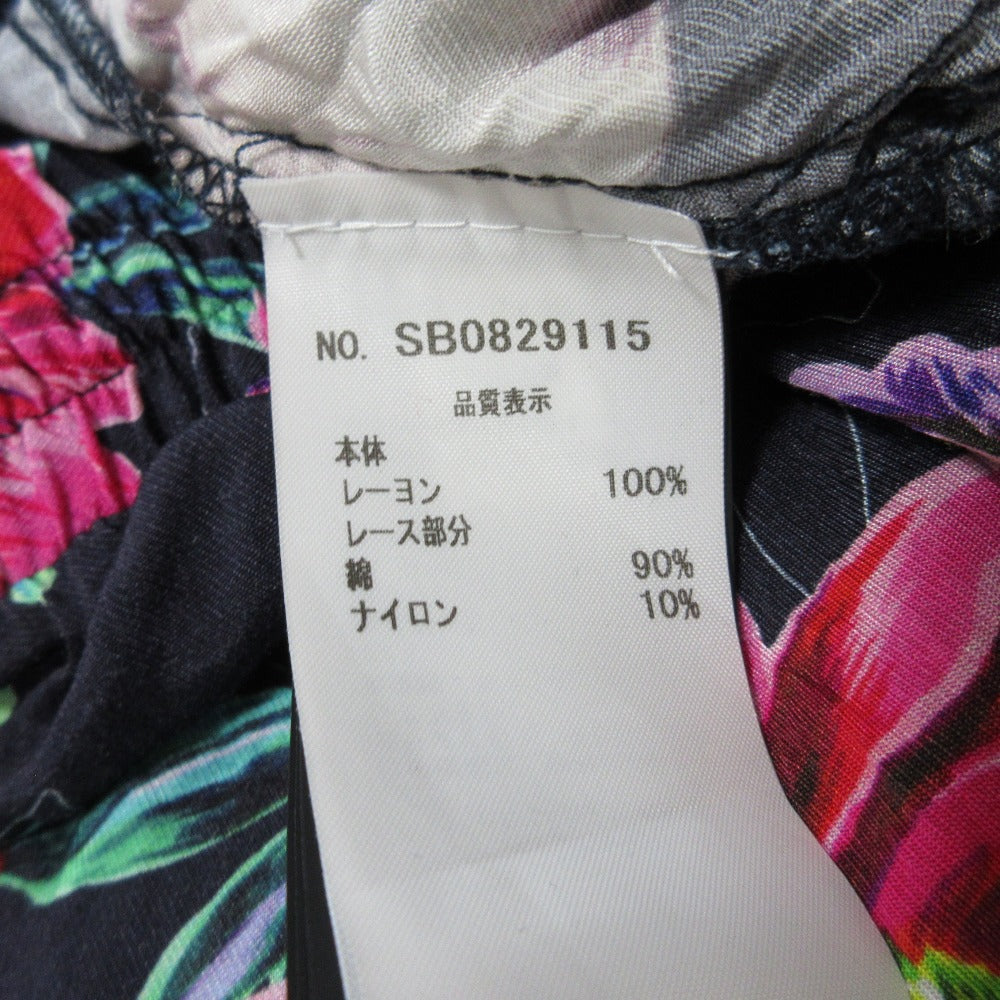 NO. SB0829115
品質表示
本体
レーヨン 100%
レース部分
綿 90%
ナイロン 10%